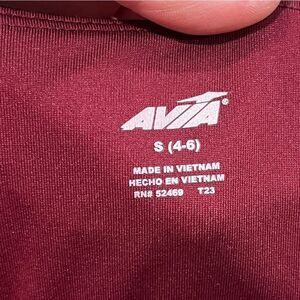 AVIA®
S (4-6)
MADE IN VIETNAM
HECHO EN VIETNAM
RN# 52469 T23